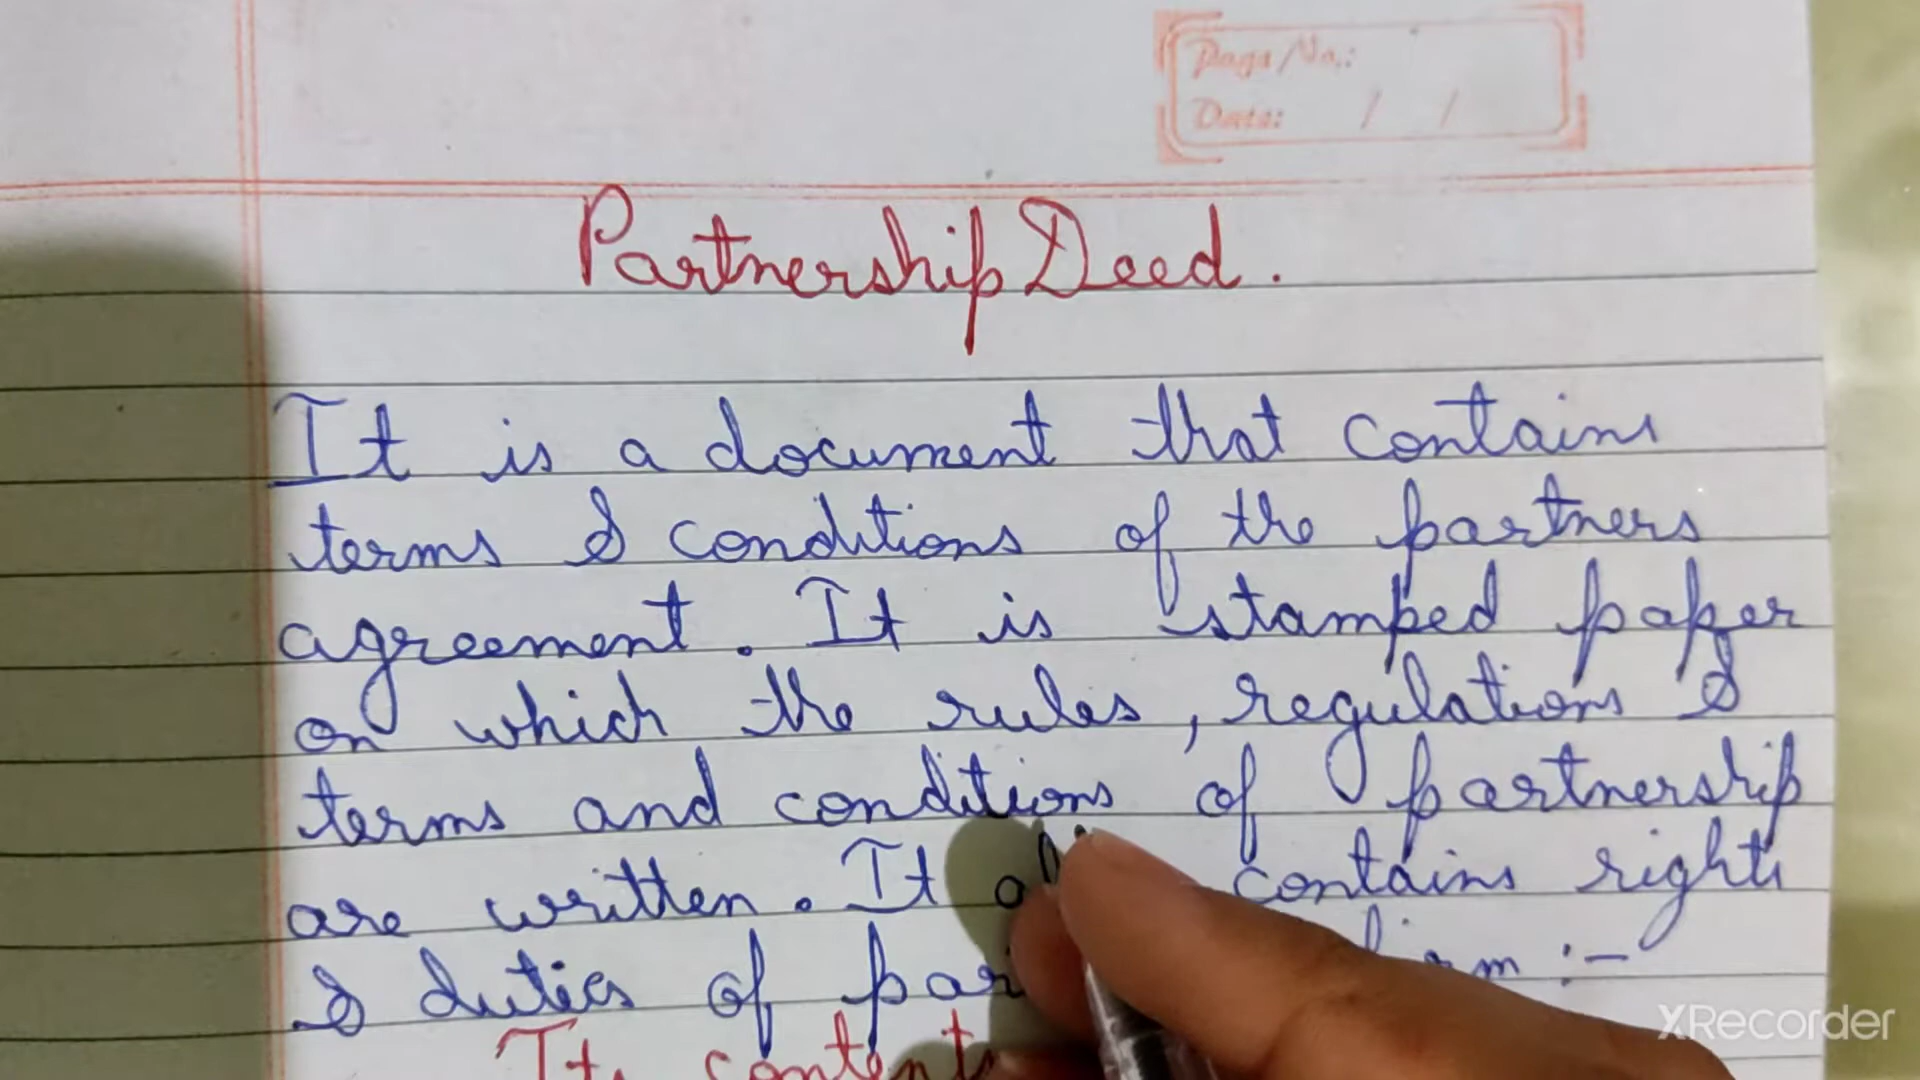 Page No.:
Date: / /
Partnership Deed.
It is a document that contains
terms & conditions of the partners
agreement. It is stamped paper
on which the rules, regulations &
terms and conditions of partnership
are written. It contains rights
& duties of :-
Its
XRecorder